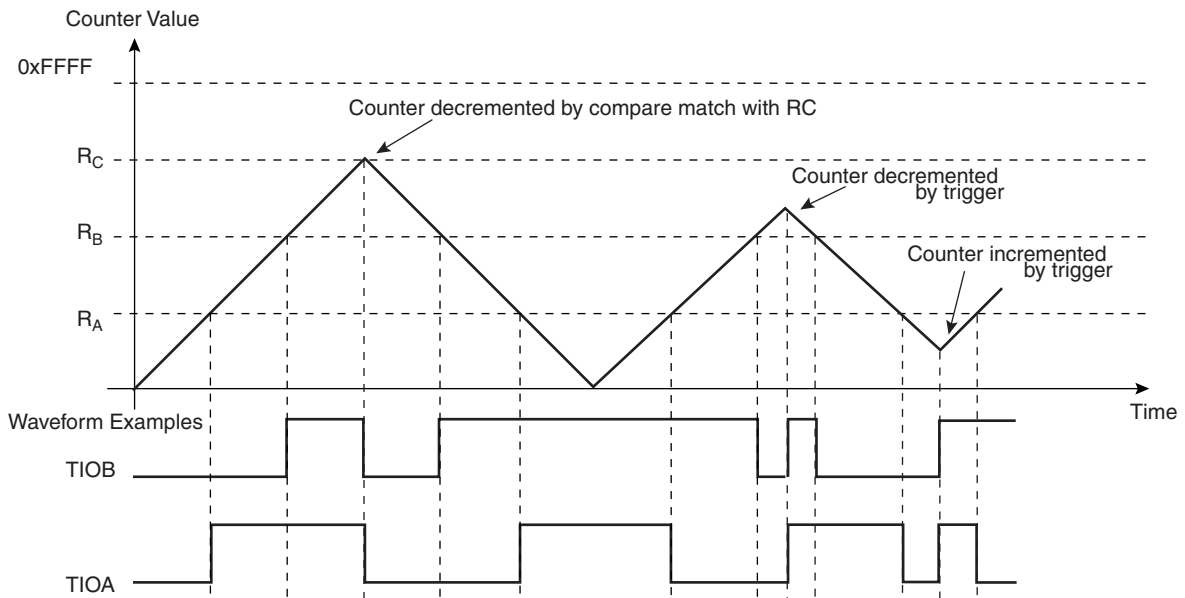 Counter Value
0xFFFF
Counter decremented by compare match with RC
RC
Counter decremented
by trigger
RB
Counter incremented
by trigger
RA
Time
Waveform Examples
TIOB
TIOA